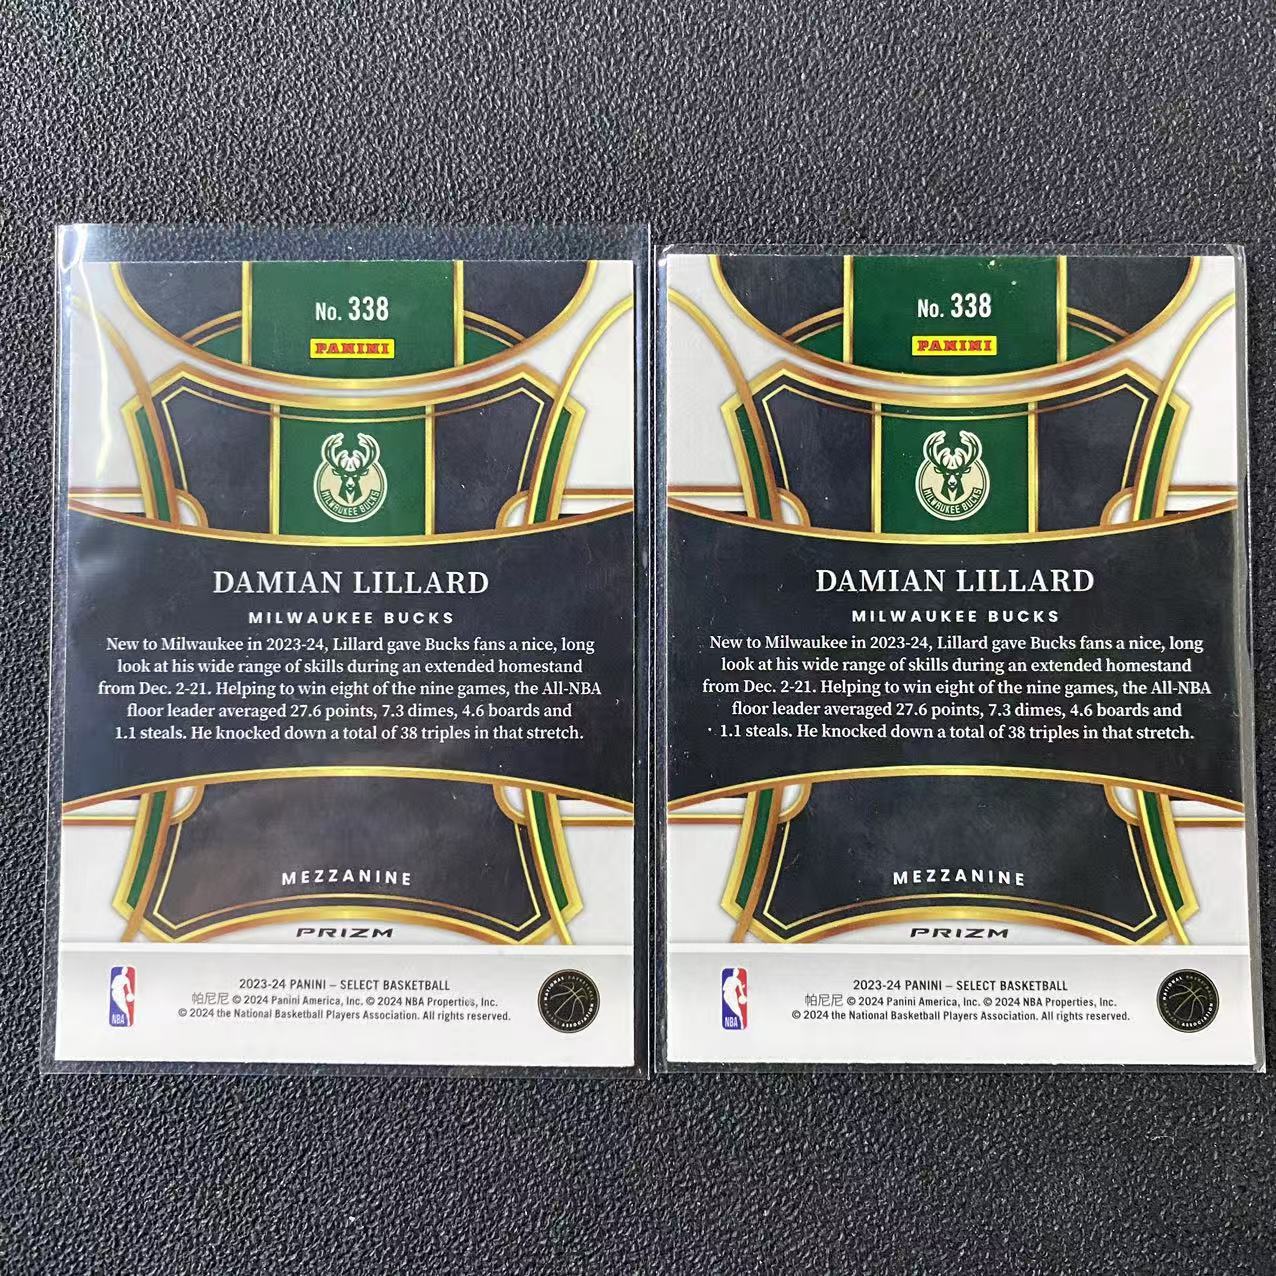 No. 338
PANINI
MILWAUKEE BUCKS
DAMIAN LILLARD
MILWAUKEE BUCKS
New to Milwaukee in 2023-24, Lillard gave Bucks fans a nice, long
look at his wide range of skills during an extended homestand
from Dec. 2-21. Helping to win eight of the nine games, the All-NBA
floor leader averaged 27.6 points, 7.3 dimes, 4.6 boards and
1.1 steals. He knocked down a total of 38 triples in that stretch.
MEZZANINE
PRIZM
2023-24 PANINI – SELECT BASKETBALL
帕尼尼 © 2024 Panini America, Inc. © 2024 NBA Properties, Inc.
© 2024 the National Basketball Players Association. All rights reserved.
NBA
No. 338
PANINI
MILWAUKEE BUCKS
DAMIAN LILLARD
MILWAUKEE BUCKS
New to Milwaukee in 2023-24, Lillard gave Bucks fans a nice, long
look at his wide range of skills during an extended homestand
from Dec. 2-21. Helping to win eight of the nine games, the All-NBA
floor leader averaged 27.6 points, 7.3 dimes, 4.6 boards and
1.1 steals. He knocked down a total of 38 triples in that stretch.
MEZZANINE
PRIZM
2023-24 PANINI – SELECT BASKETBALL
帕尼尼 © 2024 Panini America, Inc. © 2024 NBA Properties, Inc.
© 2024 the National Basketball Players Association. All rights reserved.
NBA